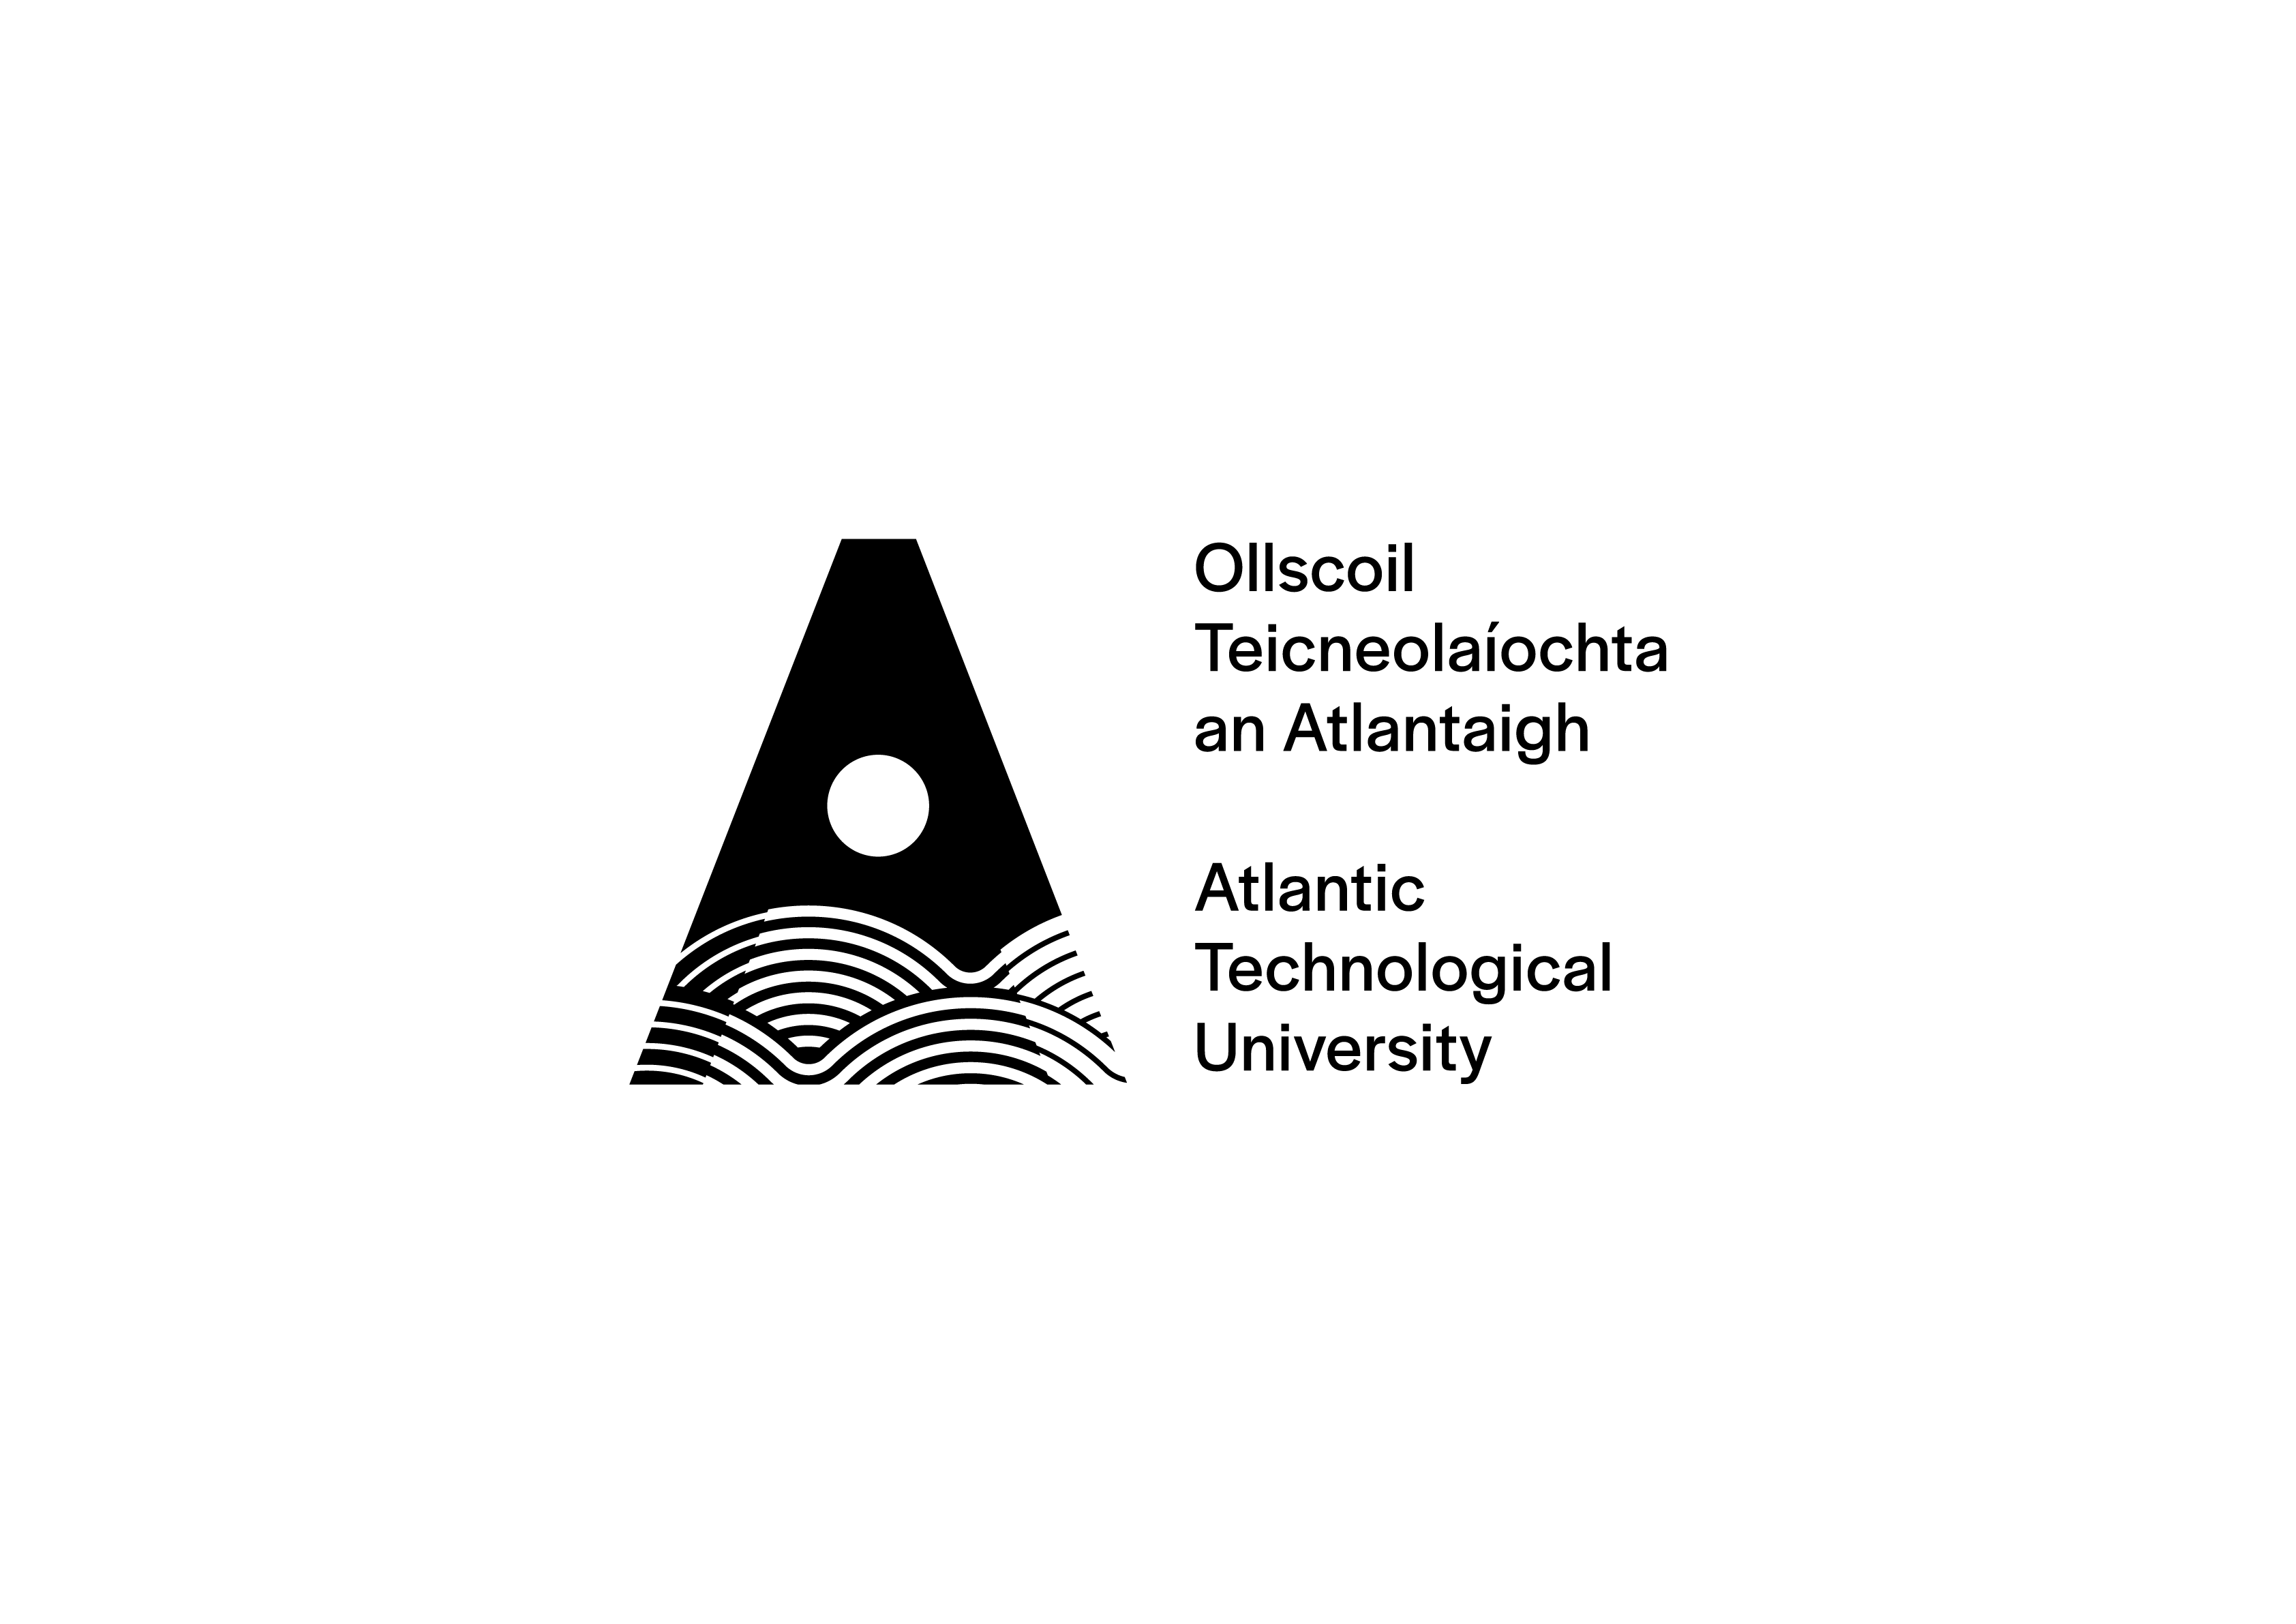 Ollscoil
Teicneolaíochta
an Atlantaigh
Atlantic
Technological
University